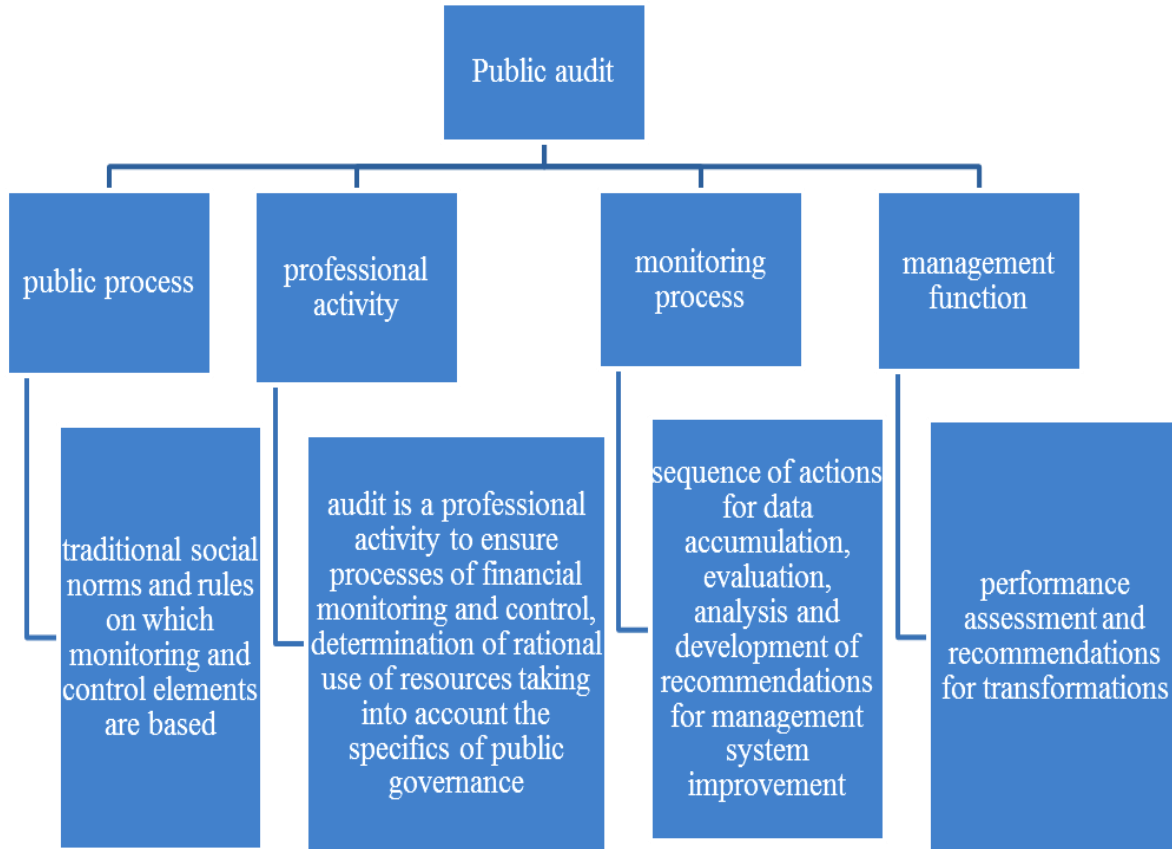 Public audit
public process
professional
activity
monitoring
process
management
function
traditional social
norms and rules
on which
monitoring and
control elements
are based
audit is a professional
activity to ensure
processes of financial
monitoring and control,
determination of rational
use of resources taking
into account the
specifics of public
governance
sequence of actions
for data
accumulation,
evaluation,
analysis and
development of
recommendations
for management
system
improvement
performance
assessment and
recommendations
for transformations